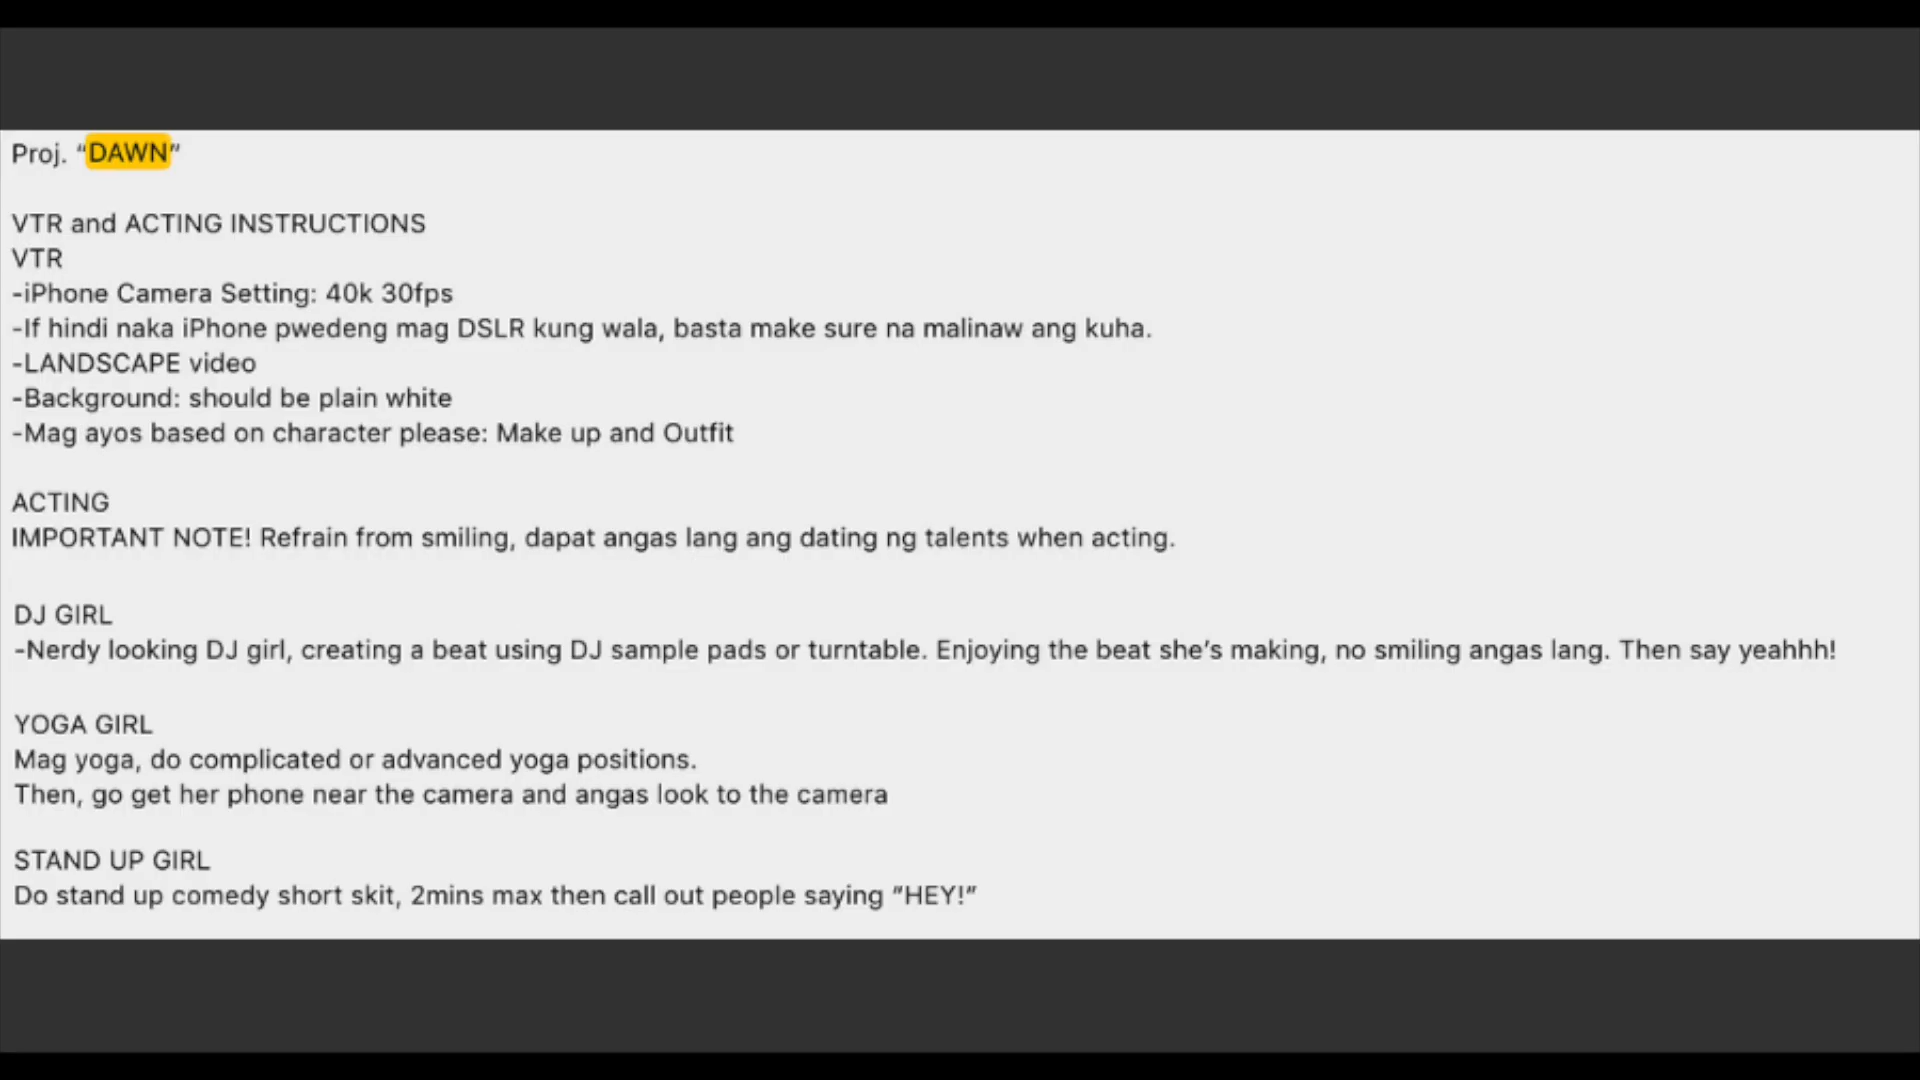 Proj. “DAWN”
VTR and ACTING INSTRUCTIONS
VTR
-iPhone Camera Setting: 40k 30fps
-If hindi naka iPhone pwedeng mag DSLR kung wala, basta make sure na malinaw ang kuha.
-LANDSCAPE video
-Background: should be plain white
-Mag ayos based on character please: Make up and Outfit
ACTING
IMPORTANT NOTE! Refrain from smiling, dapat angas lang ang dating ng talents when acting.
DJ GIRL
-Nerdy looking DJ girl, creating a beat using DJ sample pads or turntable. Enjoying the beat she’s making, no smiling angas lang. Then say yeahhh!
YOGA GIRL
Mag yoga, do complicated or advanced yoga positions.
Then, go get her phone near the camera and angas look to the camera
STAND UP GIRL
Do stand up comedy short skit, 2mins max then call out people saying “HEY!”